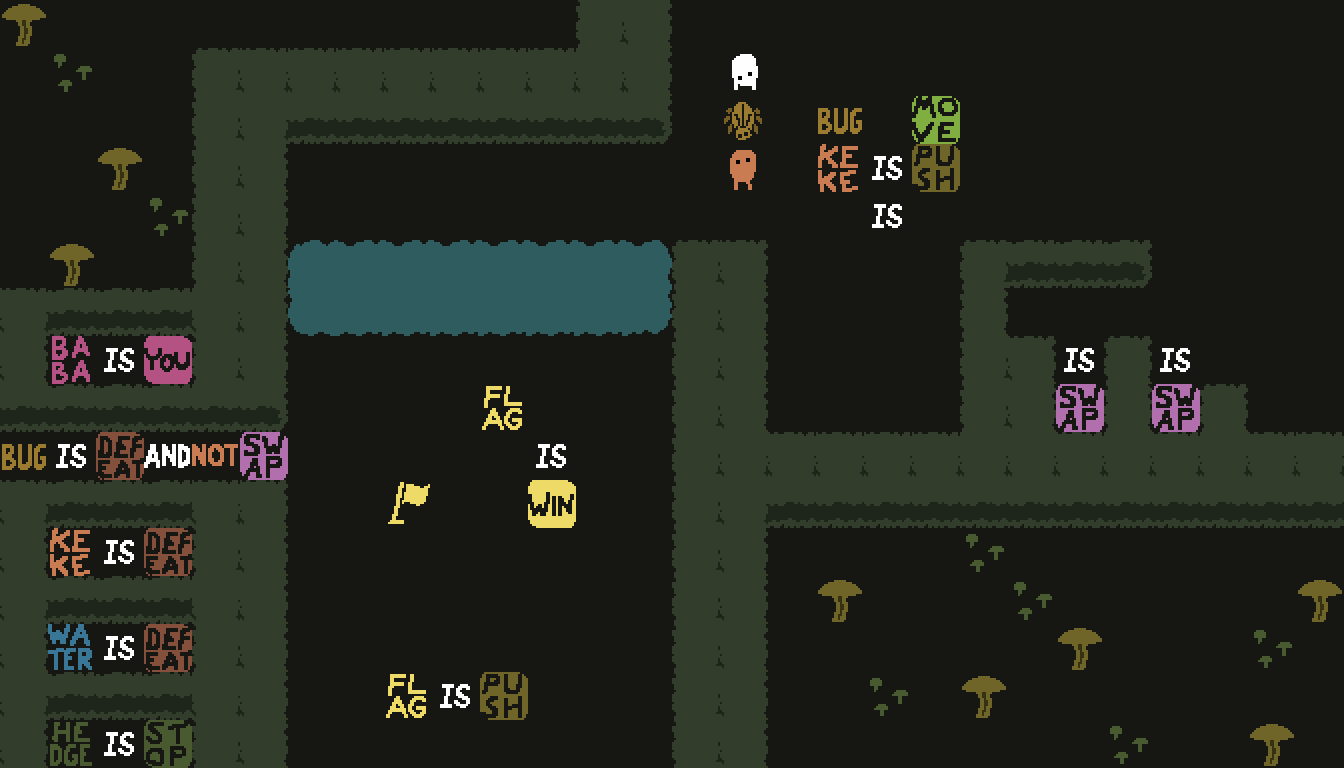 BUG MOVE
KEKE IS PUSH
IS
BABA IS YOU
IS IS
SWAP SWAP
FLAG
BUG IS DEFEAT AND NOT SWAP
IS
WIN
KEKE IS DEFEAT
WATER IS DEFEAT
FLAG IS PUSH
HEDGE IS STOP